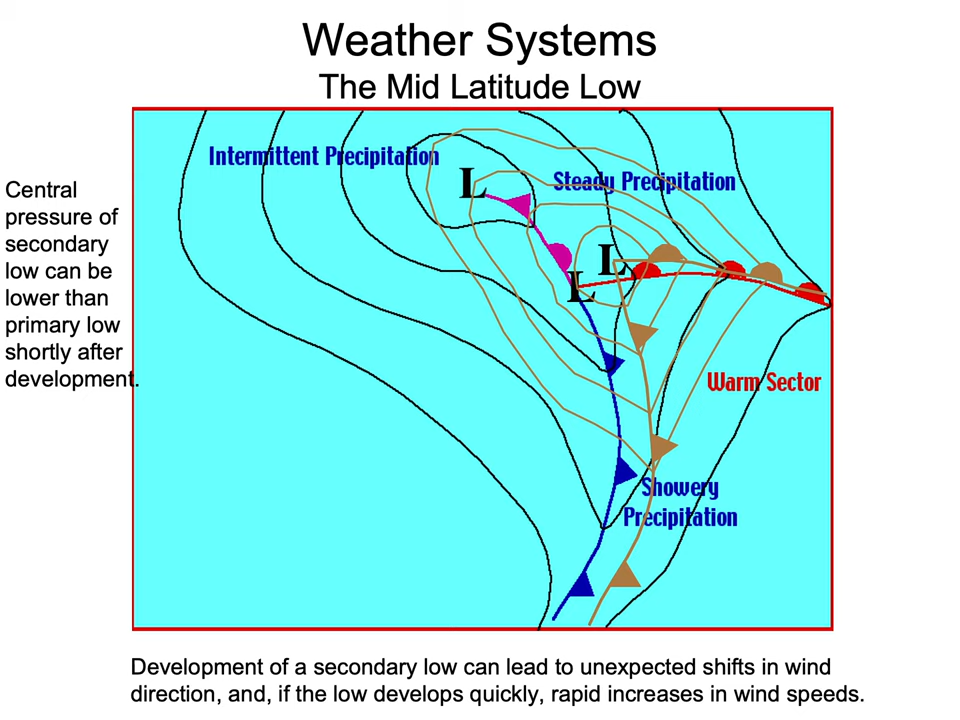 Weather Systems
The Mid Latitude Low
Intermittent Precipitation
L
Steady Precipitation
Central
pressure of
secondary
low can be
lower than
primary low
shortly after
development.
L
L
Warm Sector
Showery
Precipitation
Development of a secondary low can lead to unexpected shifts in wind
direction, and, if the low develops quickly, rapid increases in wind speeds.